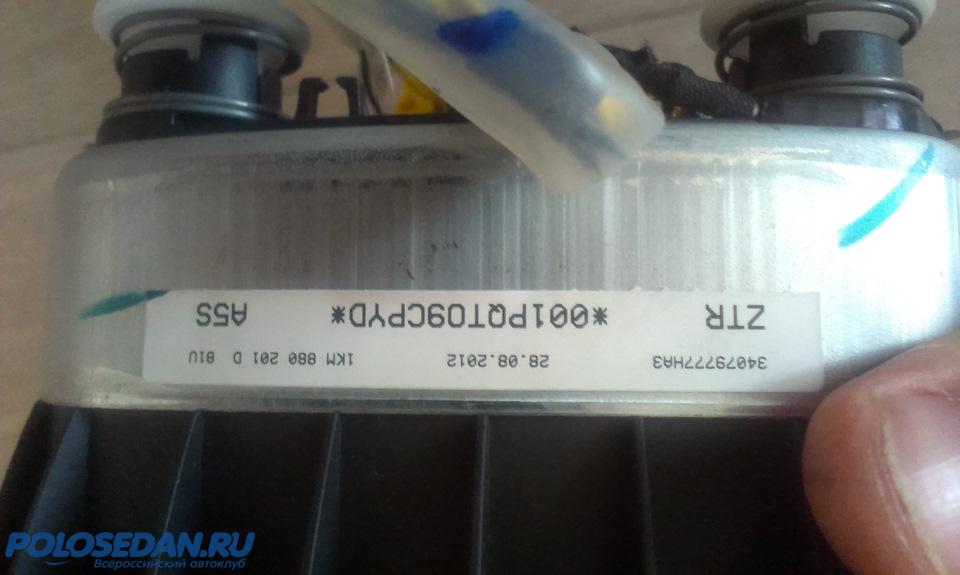 34079777HA3 28.08.2012 1KM 880 201 D 81U
ZTR *001PQT09CPYD* A5S
POLOSEDAN.RU
Всероссийский автоклуб